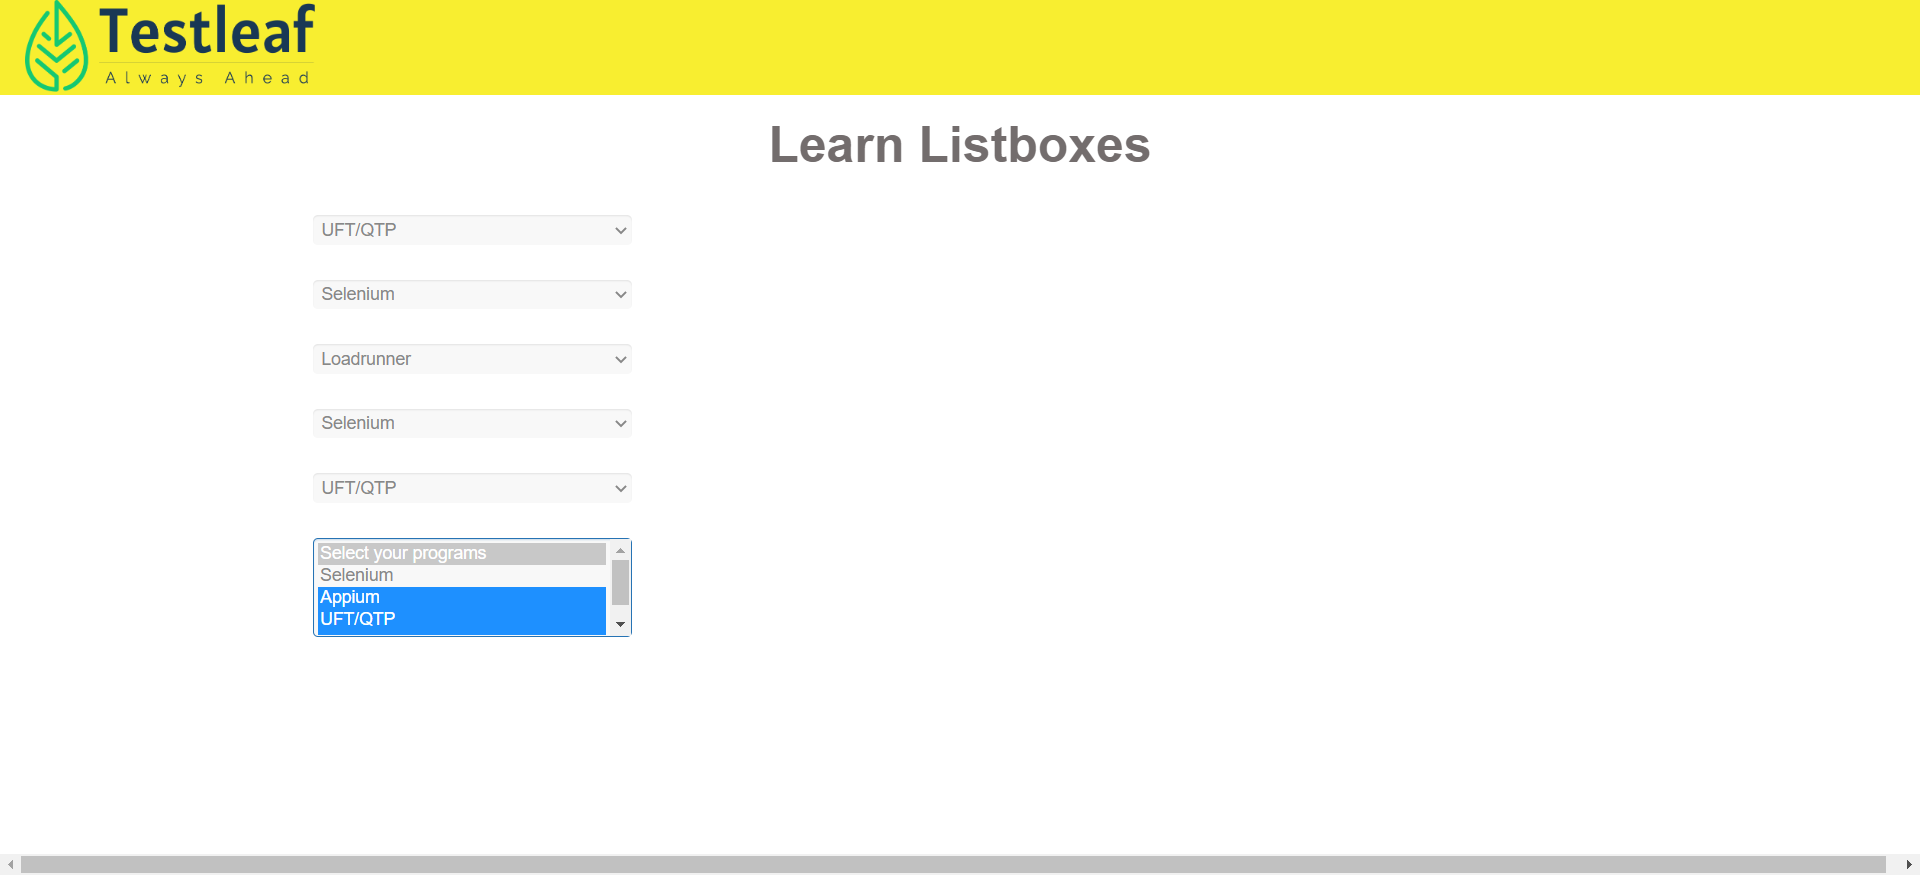 Testleaf
Always Ahead
Learn Listboxes
UFT/QTP
Selenium
Loadrunner
Selenium
UFT/QTP
Select your programs
Selenium
Appium
UFT/QTP